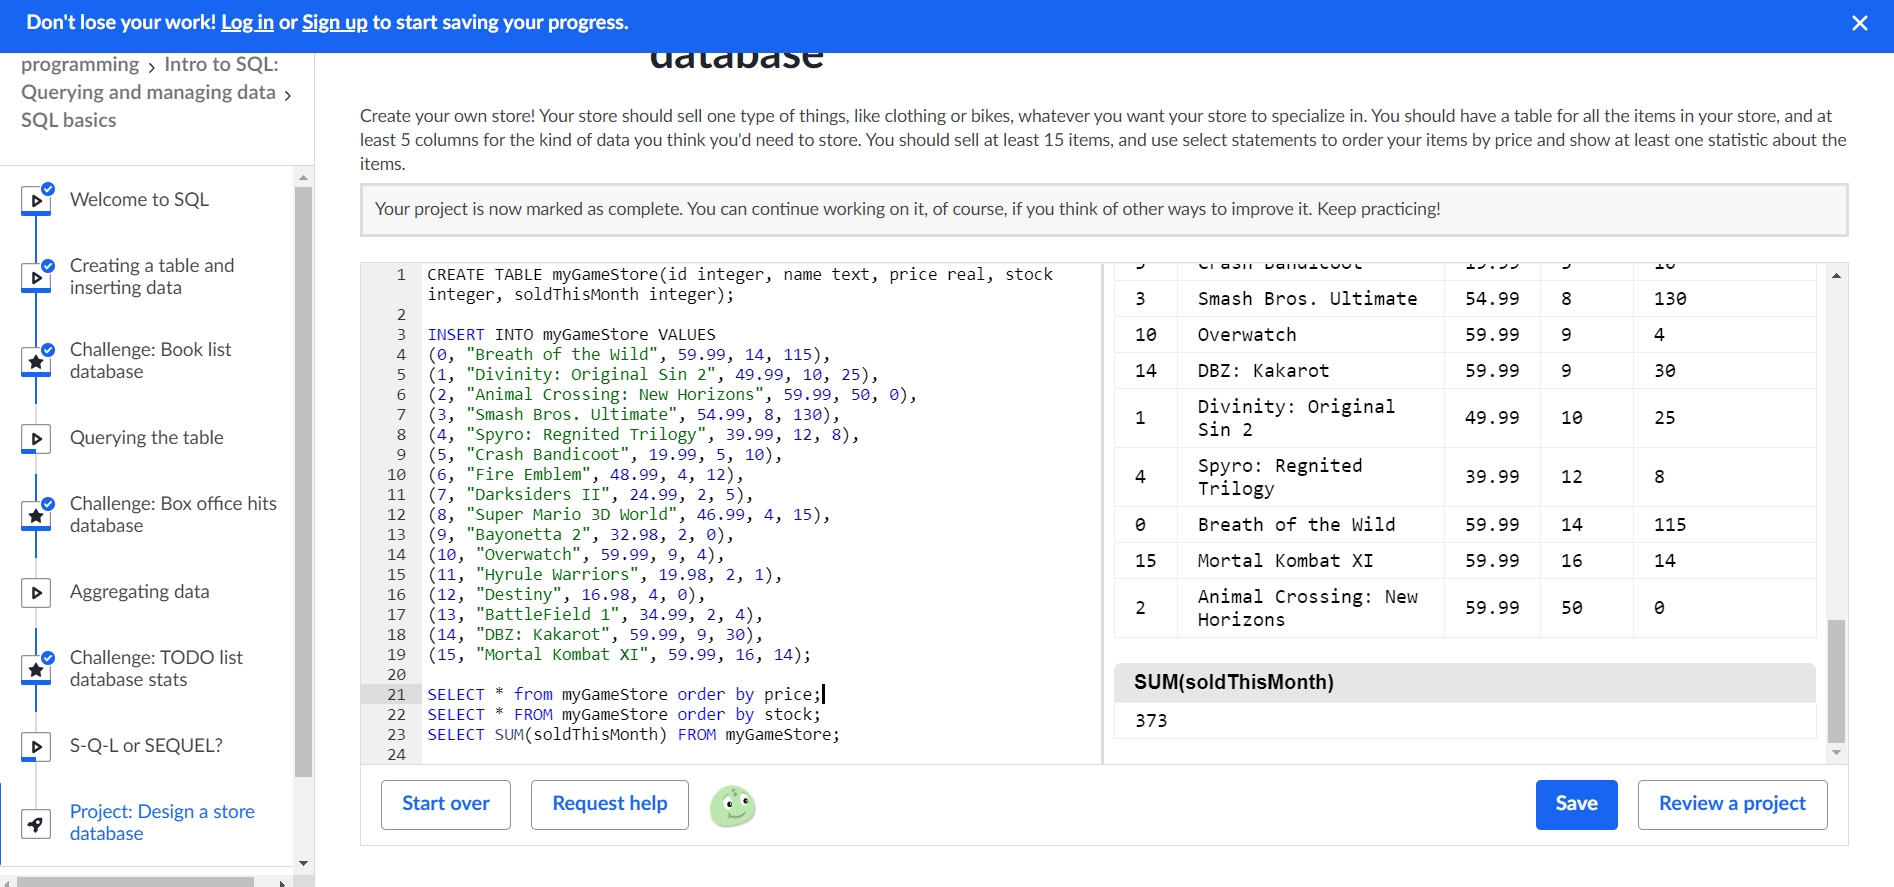 Don't lose your work! Log in or Sign up to start saving your progress.
programming > Intro to SQL:
Querying and managing data >
SQL basics
Welcome to SQL
Creating a table and
inserting data
Challenge: Book list
database
Querying the table
Challenge: Box office hits
database
Aggregating data
Challenge: TODO list
database stats
S-Q-L or SEQUEL?
Project: Design a store
database
database
Create your own store! Your store should sell one type of things, like clothing or bikes, whatever you want your store to specialize in. You should have a table for all the items in your store, and at
least 5 columns for the kind of data you think you'd need to store. You should sell at least 15 items, and use select statements to order your items by price and show at least one statistic about the
items.
Your project is now marked as complete. You can continue working on it, of course, if you think of other ways to improve it. Keep practicing!
1 CREATE TABLE myGameStore(id integer, name text, price real, stock
integer, soldThisMonth integer);
2
3 INSERT INTO myGameStore VALUES
4 (0, "Breath of the Wild", 59.99, 14, 115),
5 (1, "Divinity: Original Sin 2", 49.99, 10, 25),
6 (2, "Animal Crossing: New Horizons", 59.99, 50, 0),
7 (3, "Smash Bros. Ultimate", 54.99, 8, 130),
8 (4, "Spyro: Regnited Trilogy", 39.99, 12, 8),
9 (5, "Crash Bandicoot", 19.99, 5, 10),
10 (6, "Fire Emblem", 48.99, 4, 12),
11 (7, "Darksiders II", 24.99, 2, 5),
12 (8, "Super Mario 3D World", 46.99, 4, 15),
13 (9, "Bayonetta 2", 32.98, 2, 0),
14 (10, "Overwatch", 59.99, 9, 4),
15 (11, "Hyrule Warriors", 19.98, 2, 1),
16 (12, "Destiny", 16.98, 4, 0),
17 (13, "BattleField 1", 34.99, 2, 4),
18 (14, "DBZ: Kakarot", 59.99, 9, 30),
19 (15, "Mortal Kombat XI", 59.99, 16, 14);
20
21 SELECT * from myGameStore order by price;
22 SELECT * FROM myGameStore order by stock;
23 SELECT SUM(soldThisMonth) FROM myGameStore;
24
5 Crash Bandicoot 19.99 5 10
3 Smash Bros. Ultimate 54.99 8 130
10 Overwatch 59.99 9 4
14 DBZ: Kakarot 59.99 9 30
1 Divinity: Original
Sin 2 49.99 10 25
4 Spyro: Regnited
Trilogy 39.99 12 8
0 Breath of the Wild 59.99 14 115
15 Mortal Kombat XI 59.99 16 14
2 Animal Crossing: New
Horizons 59.99 50 0
SUM(soldThisMonth)
373
Start over
Request help
Save
Review a project